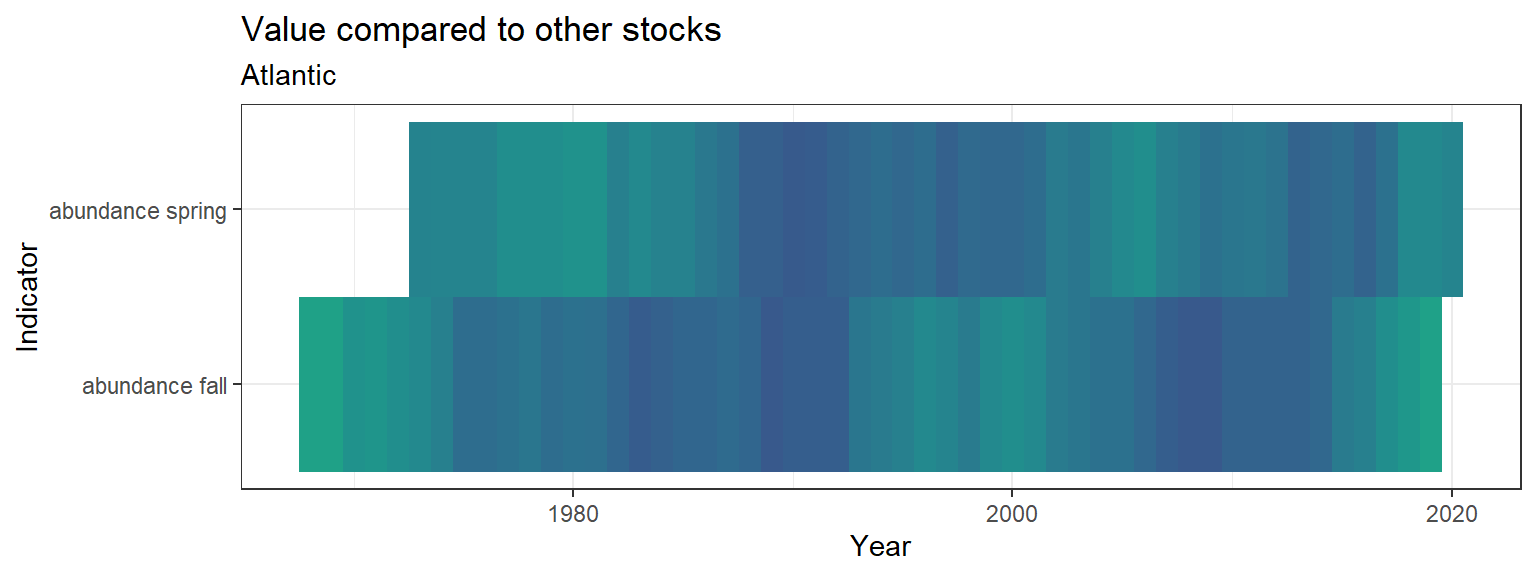 Value compared to other stocks
Atlantic
Indicator
abundance spring
abundance fall
1980
2000
2020
Year